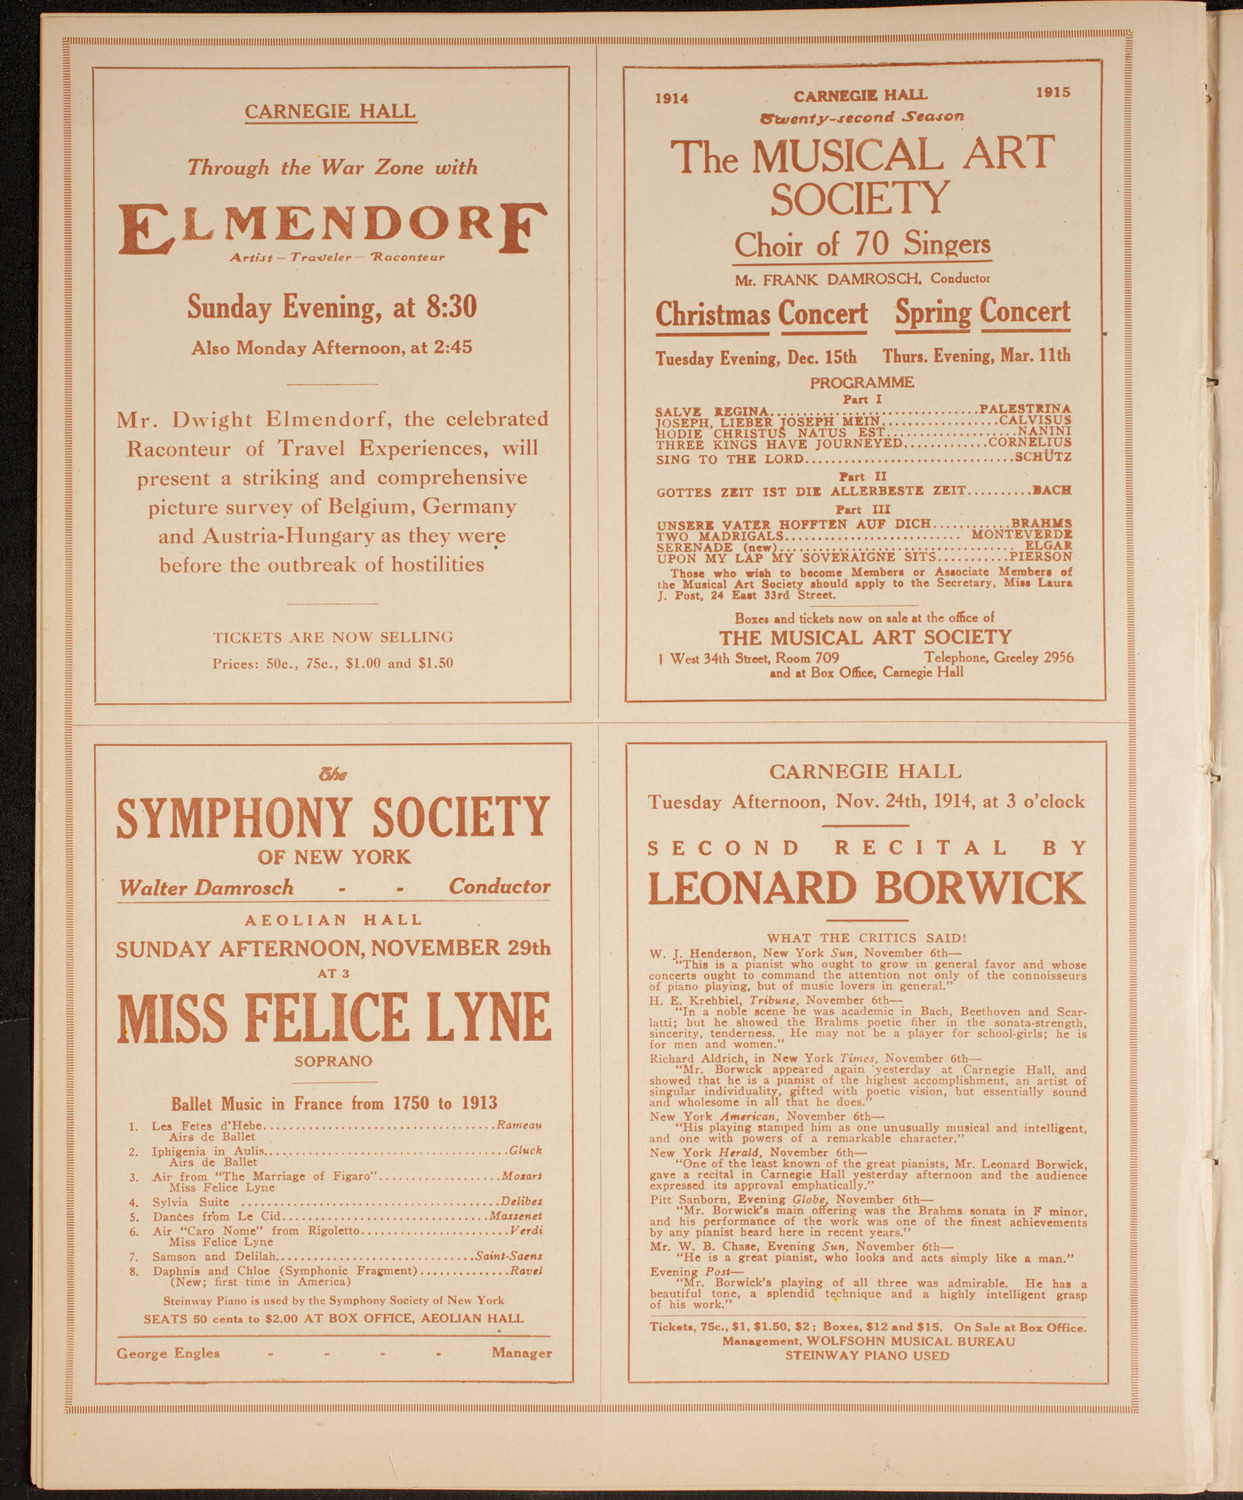 CARNEGIE HALL
Through the War Zone with
ELMENDORF
Artist — Traveler — Raconteur
Sunday Evening, at 8:30
Also Monday Afternoon, at 2:45
Mr. Dwight Elmendorf, the celebrated
Raconteur of Travel Experiences, will
present a striking and comprehensive
picture survey of Belgium, Germany
and Austria-Hungary as they were
before the outbreak of hostilities
TICKETS ARE NOW SELLING
Prices: 50c., 75c., $1.00 and $1.50
1914 CARNEGIE HALL 1915
Twenty-second Season
The MUSICAL ART
SOCIETY
Choir of 70 Singers
Mr. FRANK DAMROSCH, Conductor
Christmas Concert Spring Concert
Tuesday Evening, Dec. 15th Thurs. Evening, Mar. 11th
PROGRAMME
Part I
SALVE REGINA..............................PALESTRINA
JOSEPH, LIEBER JOSEPH MEIN.................CALVISUS
HODIE CHRISTUS NATUS EST...................NANINI
THREE KINGS HAVE JOURNEYED............CORNELIUS
SING TO THE LORD..............................SCHÜTZ
Part II
GOTTES ZEIT IST DIE ALLERBESTE ZEIT..........BACH
Part III
UNSERE VATER HOFFTEN AUF DICH...........BRAHMS
TWO MADRIGALS......................... MONTEVERDE
SERENADE (new).................................. ELGAR
UPON MY LAP MY SOVERAIGNE SITS..........PIERSON
Those who wish to become Members or Associate Members of
the Musical Art Society should apply to the Secretary, Miss Laura
J. Post, 24 East 33rd Street.
Boxes and tickets now on sale at the office of
THE MUSICAL ART SOCIETY
1 West 34th Street, Room 709 Telephone, Greeley 2956
and at Box Office, Carnegie Hall
The
SYMPHONY SOCIETY
OF NEW YORK
Walter Damrosch - - Conductor
AEOLIAN HALL
SUNDAY AFTERNOON, NOVEMBER 29th
AT 3
MISS FELICE LYNE
SOPRANO
Ballet Music in France from 1750 to 1913
1. Les Fetes d'Hebe.................................Rameau
Airs de Ballet
2. Iphigenia in Aulis..................................Gluck
Airs de Ballet
3. Air from "The Marriage of Figaro"..................Mozart
Miss Felice Lyne
4. Sylvia Suite .....................................Delibes
5. Dances from Le Cid..............................Massenet
6. Air "Caro Nome" from Rigoletto.....................Verdi
Miss Felice Lyne
7. Samson and Delilah............................Saint-Saens
8. Daphnis and Chloe (Symphonic Fragment).............Ravel
(New; first time in America)
Steinway Piano is used by the Symphony Society of New York
SEATS 50 cents to $2.00 AT BOX OFFICE, AEOLIAN HALL
George Engles - - - - Manager
CARNEGIE HALL
Tuesday Afternoon, Nov. 24th, 1914, at 3 o'clock
SECOND RECITAL BY
LEONARD BORWICK
WHAT THE CRITICS SAID!
W. J. Henderson, New York Sun, November 6th—
"This is a pianist who ought to grow in general favor and whose
concerts ought to command the attention not only of the connoisseurs
of piano playing, but of music lovers in general."
H. E. Krehbiel, Tribune, November 6th—
"In a noble scene he was academic in Bach, Beethoven and Scar-
latti; but he showed the Brahms poetic fiber in the sonata-strength,
sincerity, tenderness. He may not be a player for school-girls; he is
for men and women."
Richard Aldrich, in New York Times, November 6th—
"Mr. Borwick appeared again yesterday at Carnegie Hall, and
showed that he is a pianist of the highest accomplishment, an artist of
singular individuality, gifted with poetic vision, but essentially sound
and wholesome in all that he does."
New York American, November 6th—
"His playing stamped him as one unusually musical and intelligent,
and one with powers of a remarkable character."
New York Herald, November 6th—
"One of the least known of the great pianists, Mr. Leonard Borwick,
gave a recital in Carnegie Hall yesterday afternoon and the audience
expressed its approval emphatically."
Pitt Sanborn, Evening Globe, November 6th—
"Mr. Borwick's main offering was the Brahms sonata in F minor,
and his performance of the work was one of the finest achievements
by any pianist heard here in recent years."
Mr. W. B. Chase, Evening Sun, November 6th—
"He is a great pianist, who looks and acts simply like a man."
Evening Post—
"Mr. Borwick's playing of all three was admirable. He has a
beautiful tone, a splendid technique and a highly intelligent grasp
of his work."
Tickets, 75c., $1, $1.50, $2; Boxes, $12 and $15. On Sale at Box Office.
Management, WOLFSOHN MUSICAL BUREAU
STEINWAY PIANO USED